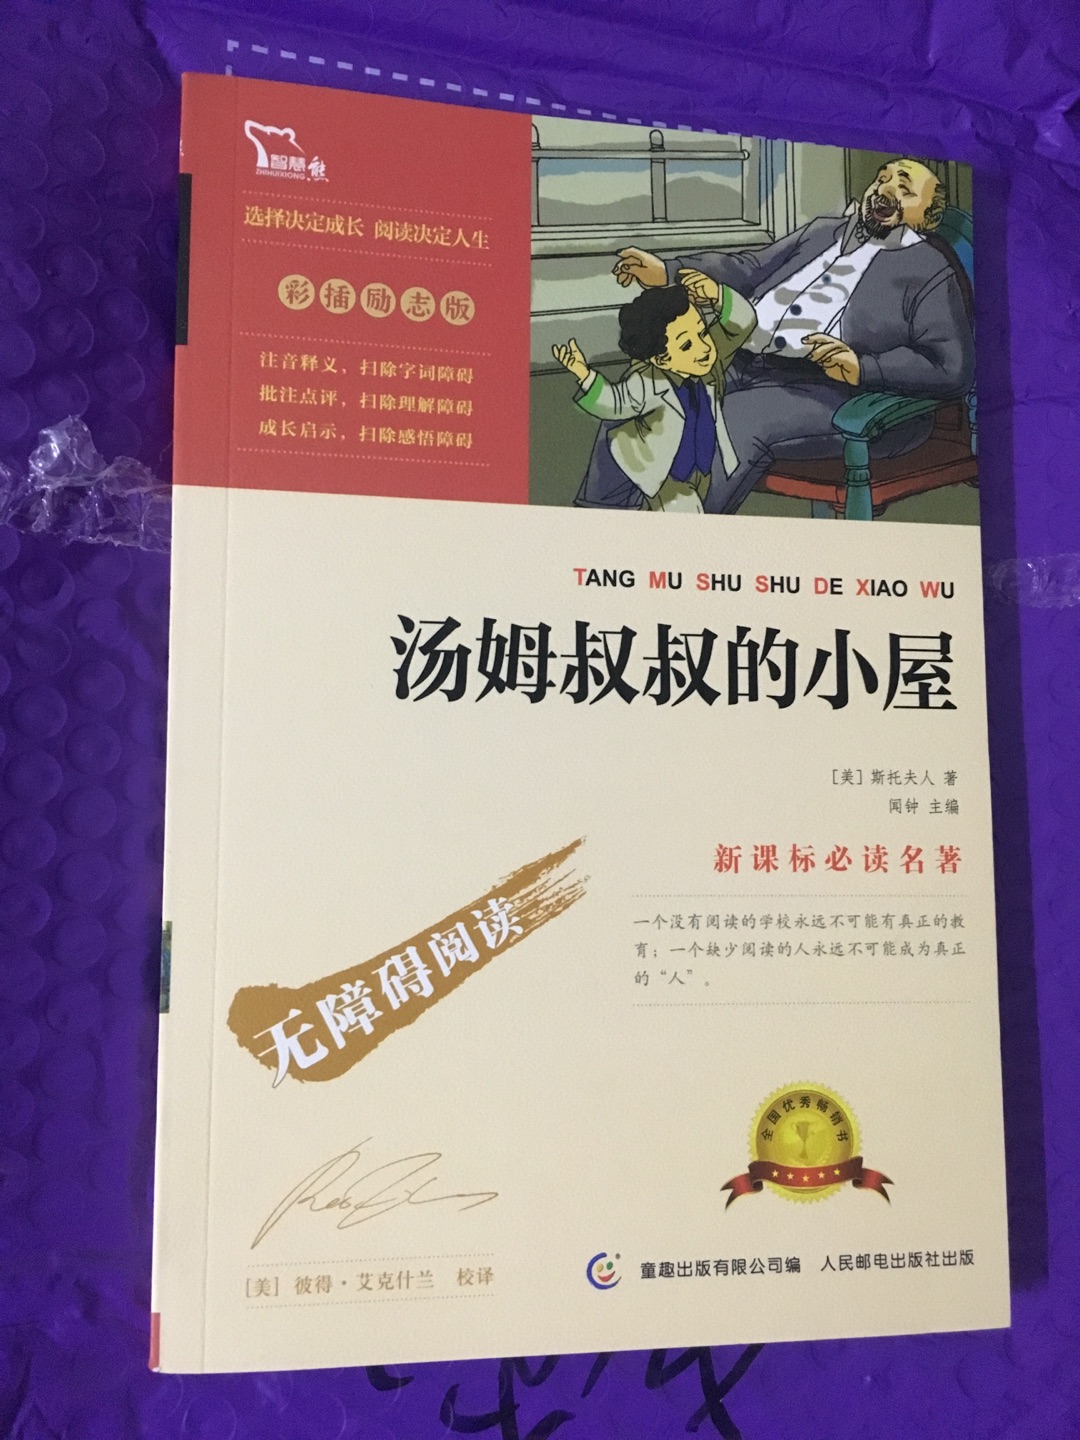 智慧熊
ZHIHUIXIONG
选择决定成长 阅读决定人生
彩插励志版
注音释义，扫除字词障碍
批注点评，扫除理解障碍
成长启示，扫除感悟障碍
TANG MU SHU SHU DE XIAO WU
汤姆叔叔的小屋
[美] 斯托夫人 著
闻钟 主编
新课标必读名著
一个没有阅读的学校永远不可能有真正的教
育；一个缺少阅读的人永远不可能成为真正
的“人”。
无障碍阅读
全国优秀畅销书
[美] 彼得·艾克什兰 校译
童趣出版有限公司编 人民邮电出版社出版